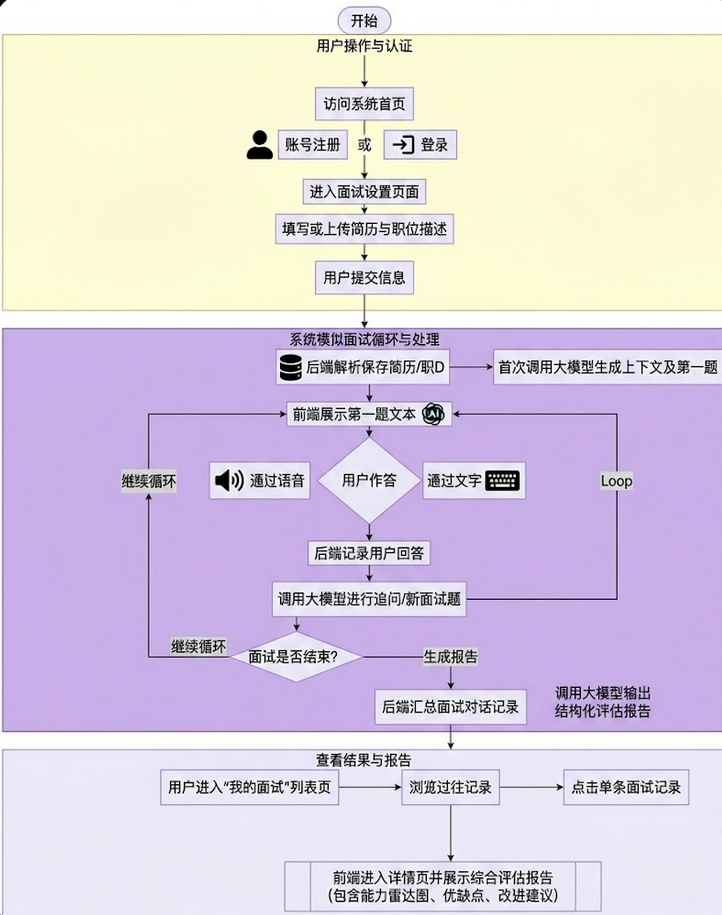 开始
用户操作与认证
访问系统首页
账号注册 或 登录
进入面试设置页面
填写或上传简历与职位描述
用户提交信息
系统模拟面试循环与处理
后端解析保存简历/职D
首次调用大模型生成上下文及第一题
前端展示第一题文本 AI
继续循环
通过语音
用户作答
通过文字
Loop
后端记录用户回答
调用大模型进行追问/新面试题
继续循环
面试是否结束?
生成报告
后端汇总面试对话记录
调用大模型输出
结构化评估报告
查看结果与报告
用户进入“我的面试”列表页
浏览过往记录
点击单条面试记录
前端进入详情页并展示综合评估报告
(包含能力雷达图、优缺点、改进建议)